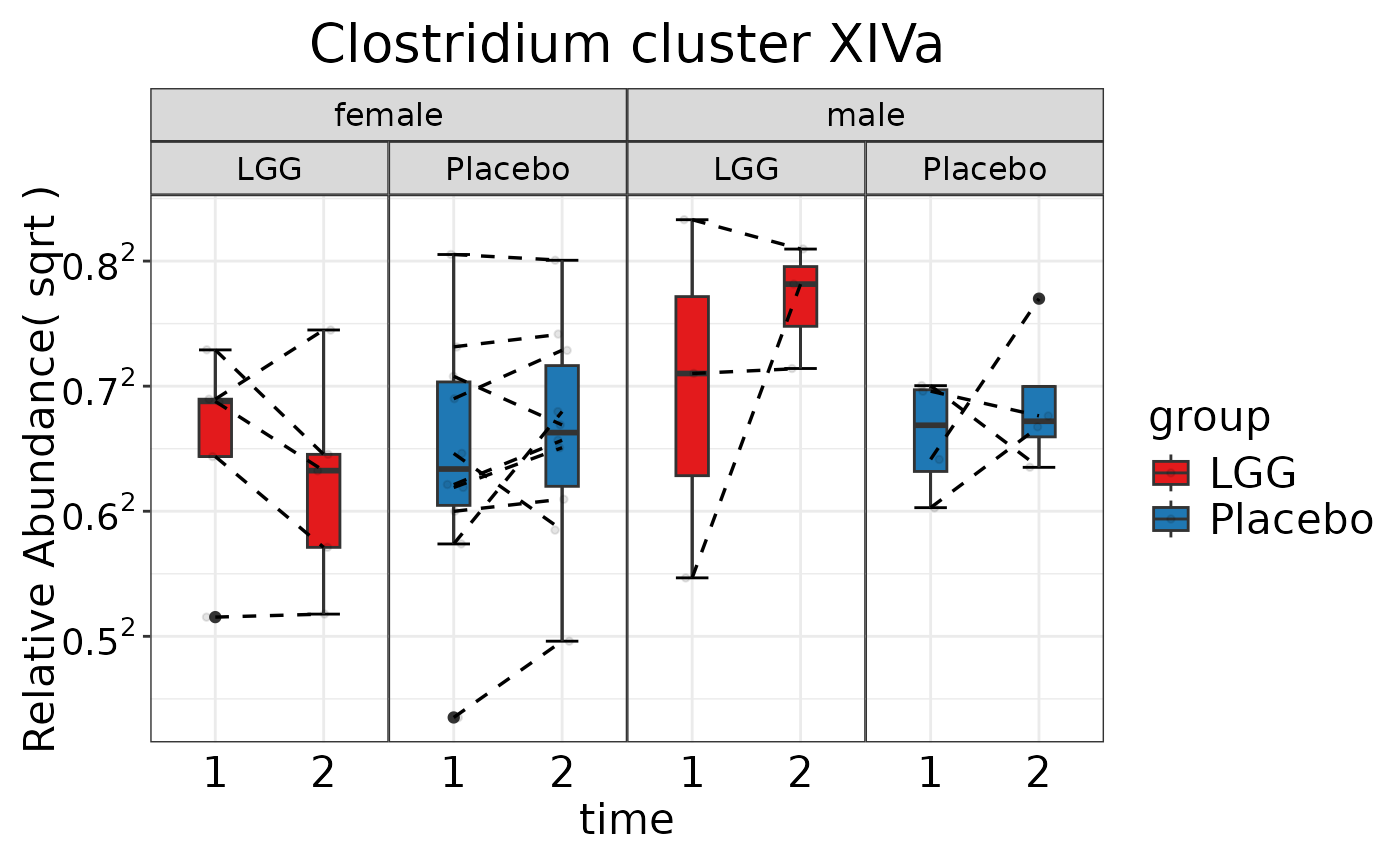 Clostridium cluster XIVa
female male
LGG Placebo LGG Placebo
Relative Abundance( sqrt )
0.8²
0.7²
0.6²
0.5²
1 2 1 2 1 2 1 2
time
group
LGG
Placebo